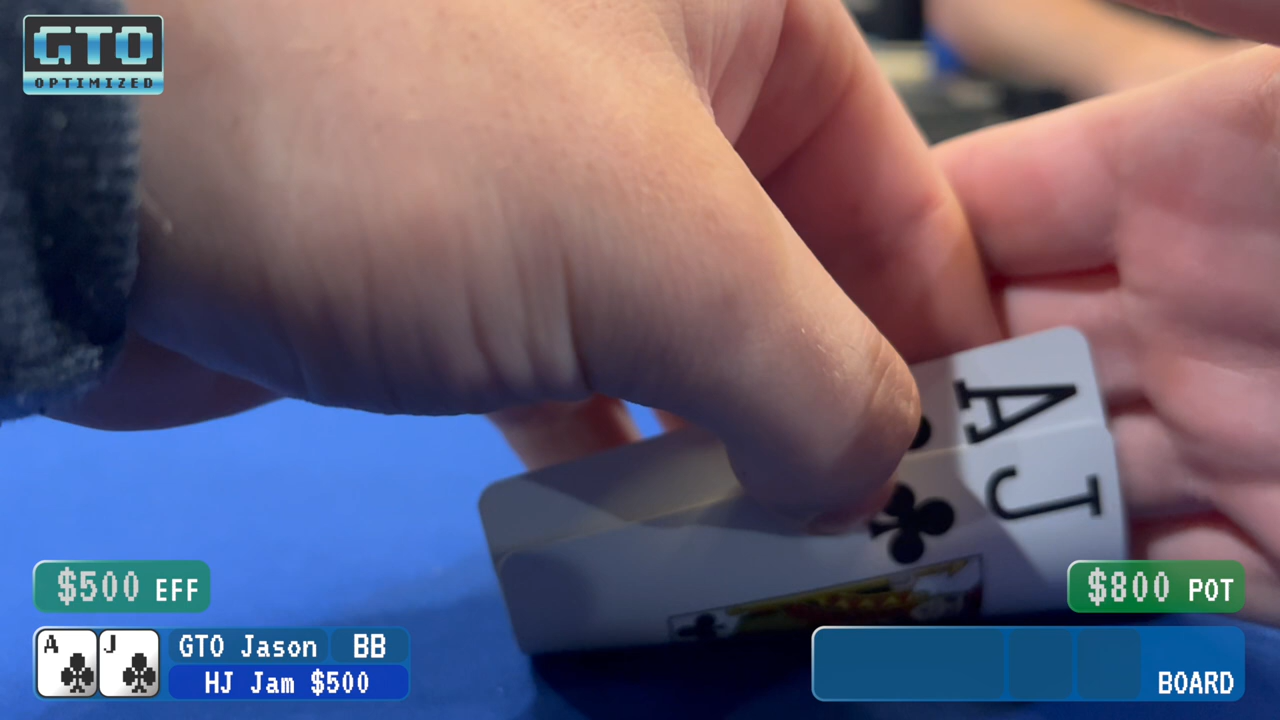 GTO
OPTIMIZED
A
J
$500 EFF
$800 POT
A J
GTO Jason BB
HJ Jam $500
BOARD